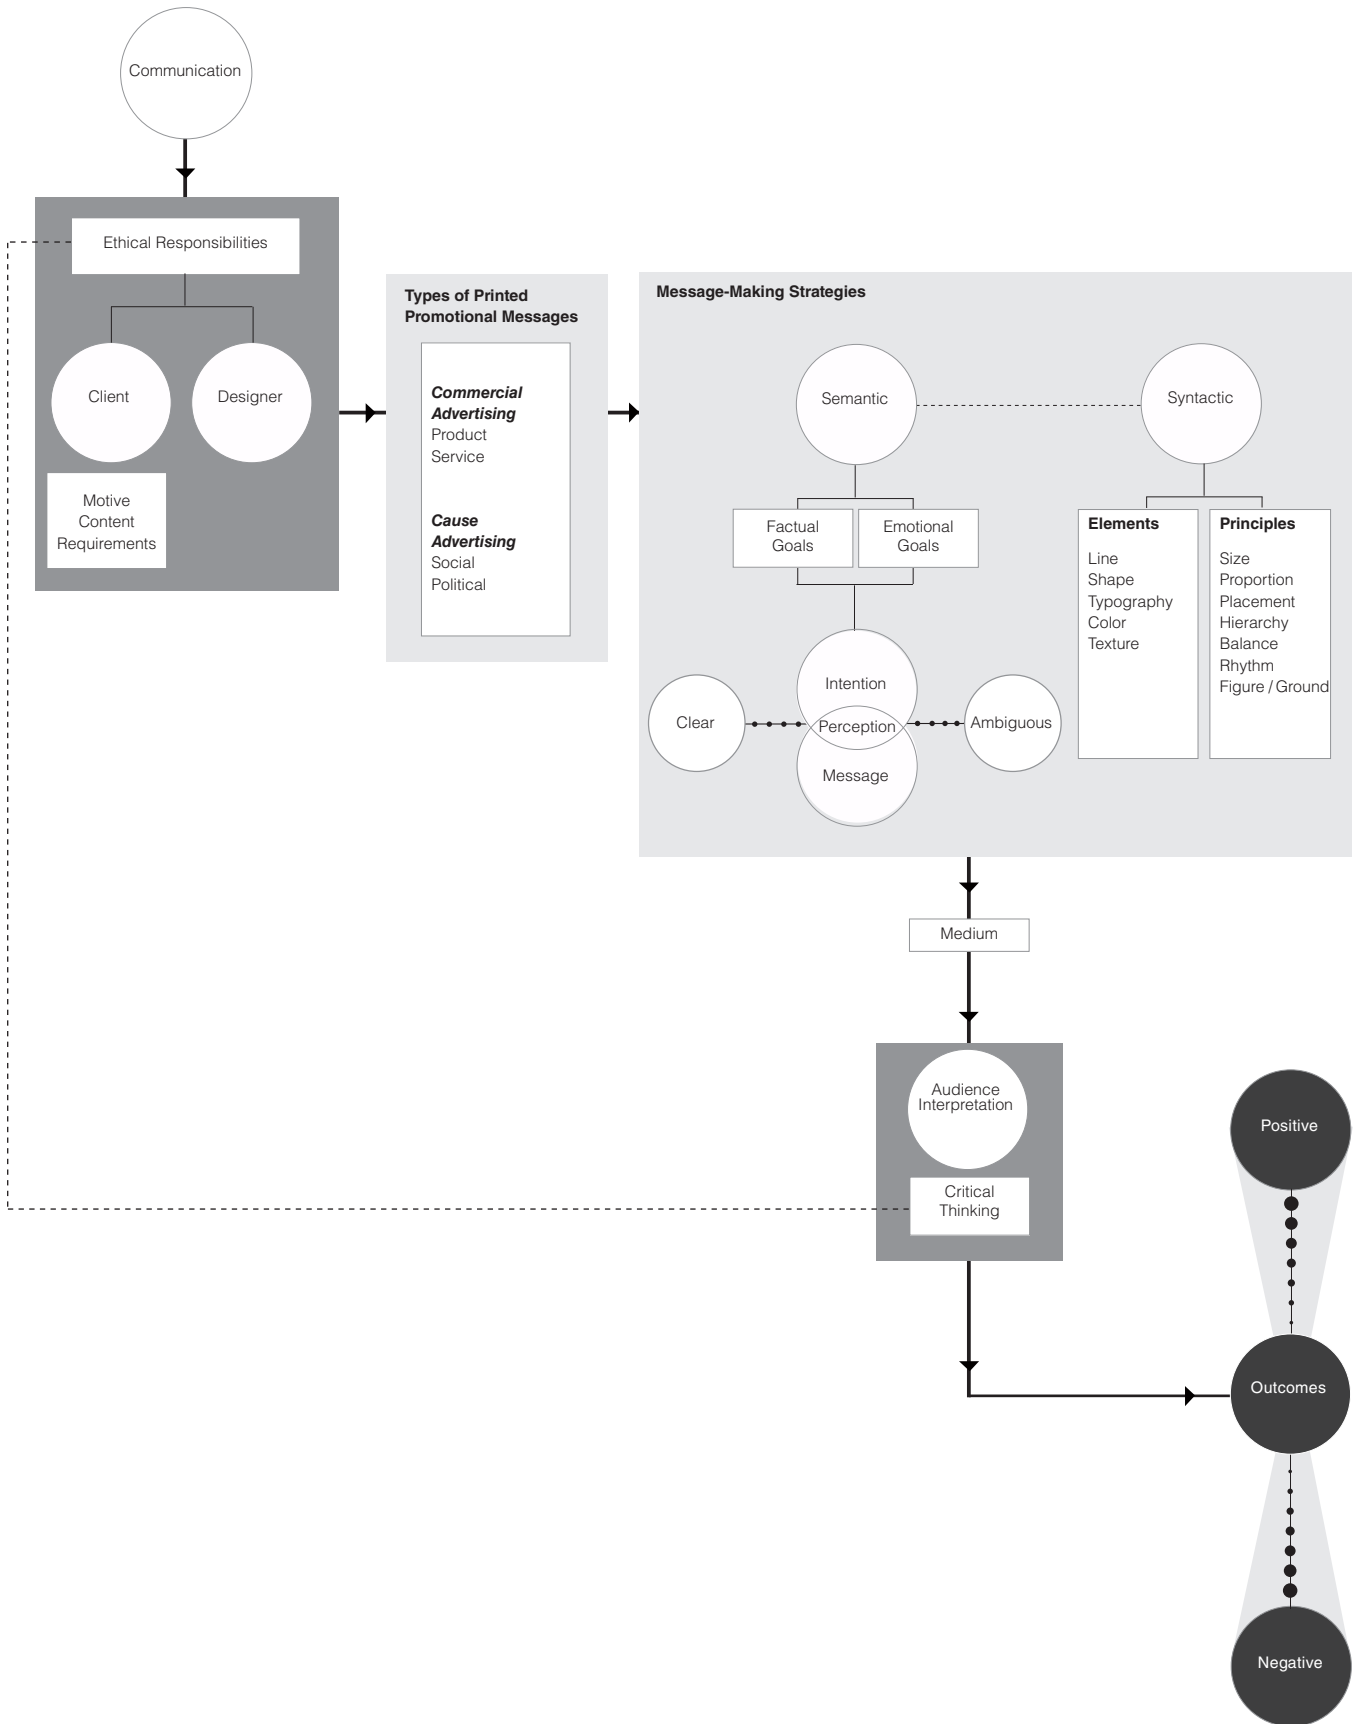 Communication
Ethical Responsibilities
Client
Designer
Motive
Content
Requirements
Types of Printed
Promotional Messages
Commercial
Advertising
Product
Service
Cause
Advertising
Social
Political
Message-Making Strategies
Semantic
Syntactic
Factual
Goals
Emotional
Goals
Intention
Perception
Message
Clear
Ambiguous
Elements
Line
Shape
Typography
Color
Texture
Principles
Size
Proportion
Placement
Hierarchy
Balance
Rhythm
Figure / Ground
Medium
Audience
Interpretation
Critical
Thinking
Positive
Outcomes
Negative